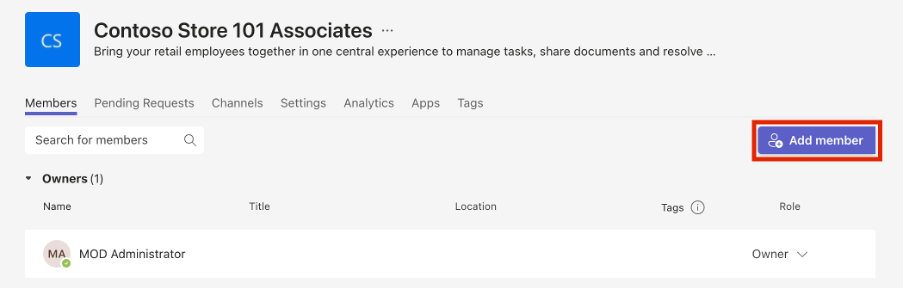 CS
Contoso Store 101 Associates ...
Bring your retail employees together in one central experience to manage tasks, share documents and resolve ...
Members Pending Requests Channels Settings Analytics Apps Tags
Search for members
Add member
Owners (1)
Name Title Location Tags Role
MA MOD Administrator Owner